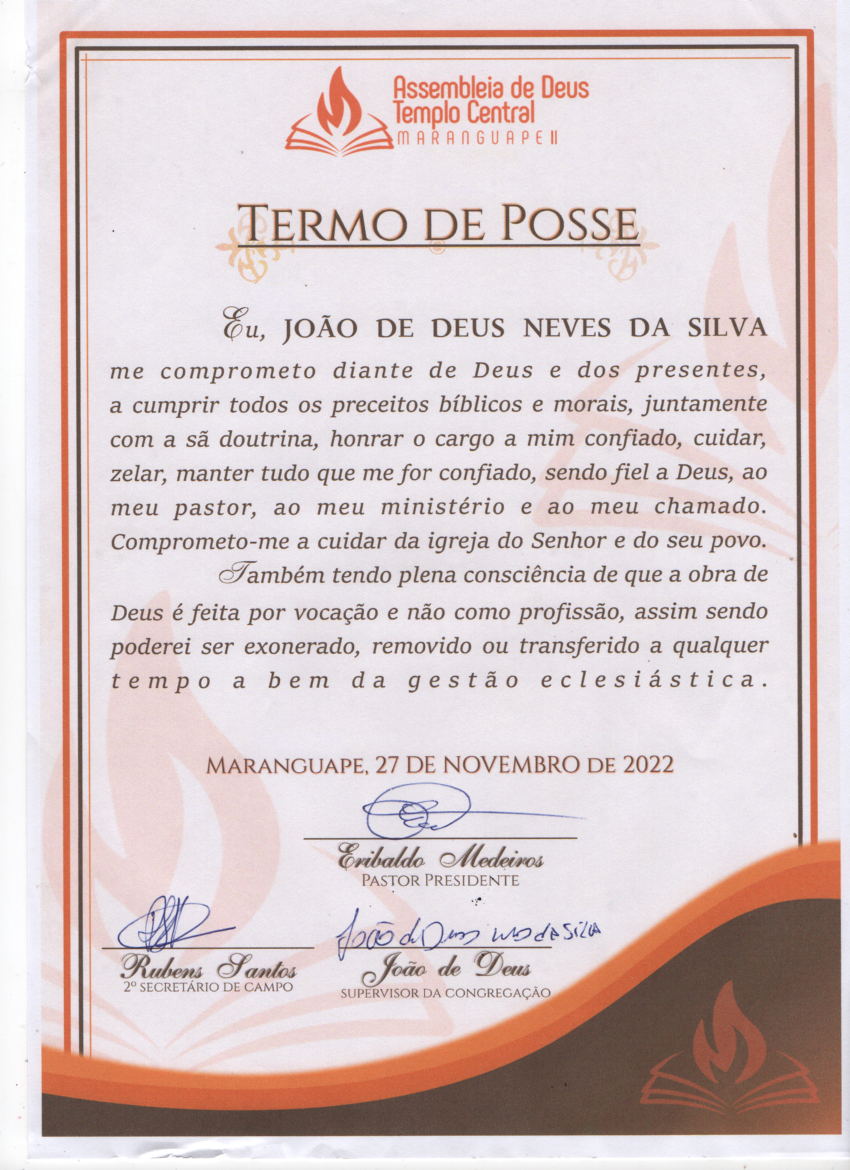 Assembleia de Deus
Templo Central
MARANGUAPE II
TERMO DE POSSE
Eu, JOÃO DE DEUS NEVES DA SILVA
me comprometo diante de Deus e dos presentes,
a cumprir todos os preceitos bíblicos e morais, juntamente
com a sã doutrina, honrar o cargo a mim confiado, cuidar,
zelar, manter tudo que me for confiado, sendo fiel a Deus, ao
meu pastor, ao meu ministério e ao meu chamado.
Comprometo-me a cuidar da igreja do Senhor e do seu povo.
Também tendo plena consciência de que a obra de
Deus é feita por vocação e não como profissão, assim sendo
poderei ser exonerado, removido ou transferido a qualquer
tempo a bem da gestão eclesiástica.
MARANGUAPE, 27 DE NOVEMBRO DE 2022
Eribaldo Medeiros
PASTOR PRESIDENTE
João de Deus da SILVA
Rubens Santos
2º SECRETÁRIO DE CAMPO
João de Deus
SUPERVISOR DA CONGREGAÇÃO